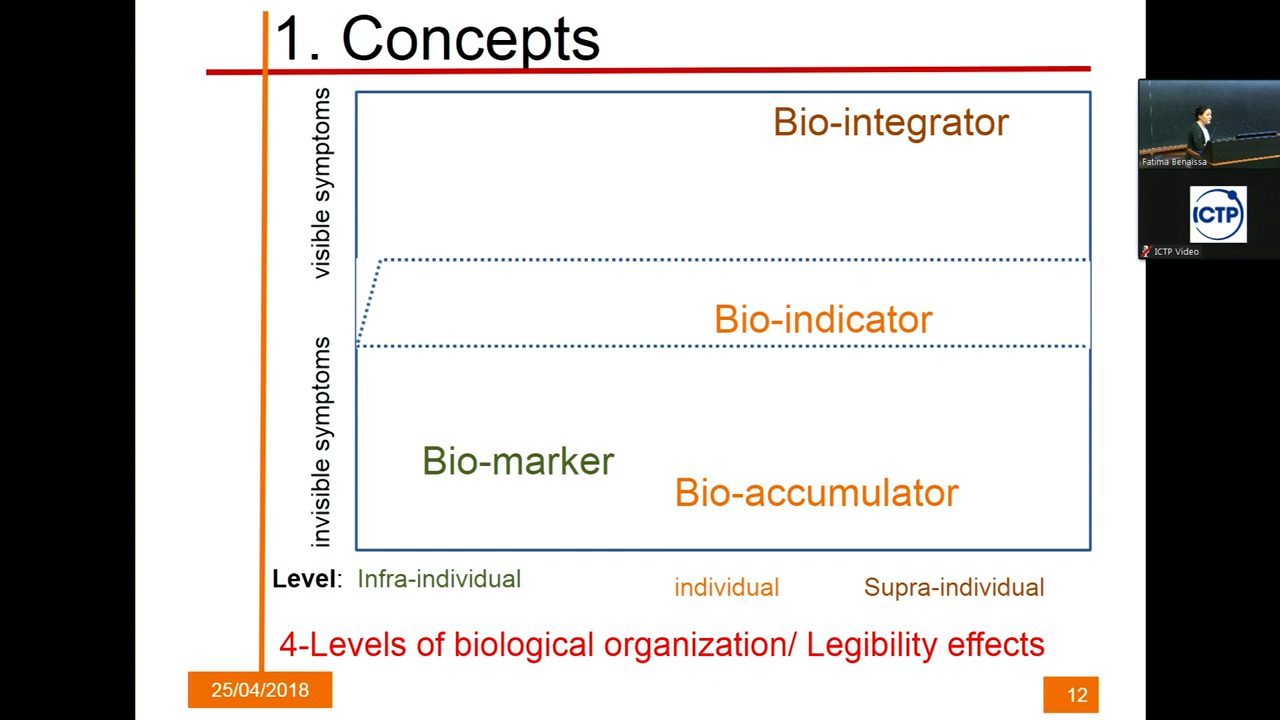 1. Concepts
visible symptoms
invisible symptoms
Bio-integrator
Bio-indicator
Bio-marker
Bio-accumulator
Level: Infra-individual individual Supra-individual
4-Levels of biological organization/ Legibility effects
25/04/2018
12
Fatima Benaissa
ICTP
ICTP Video